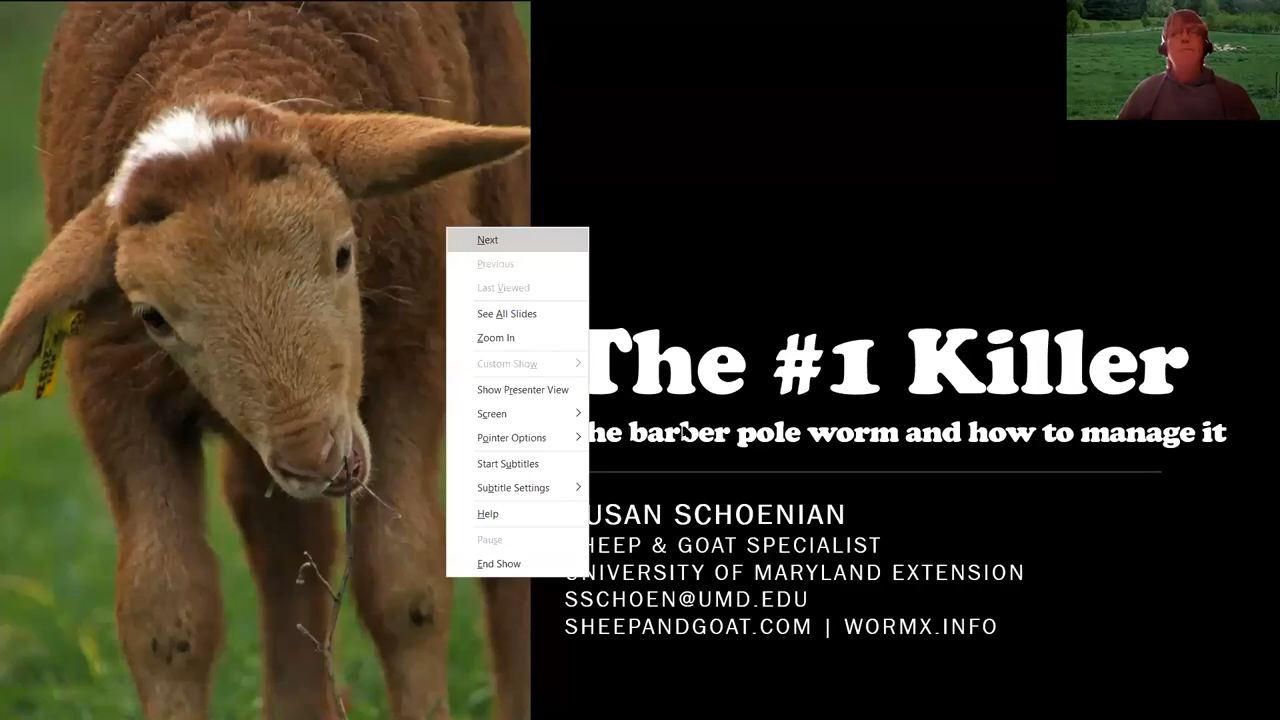 Next
Previous
Last Viewed
See All Slides
Zoom In
Custom Show
Show Presenter View
Screen
Pointer Options
Start Subtitles
Subtitle Settings
Help
Pause
End Show
The #1 Killer
he barber pole worm and how to manage it
USAN SCHOENIAN
HEEP & GOAT SPECIALIST
UNIVERSITY OF MARYLAND EXTENSION
SSCHOEN@UMD.EDU
SHEEPANDGOAT.COM | WORMX.INFO